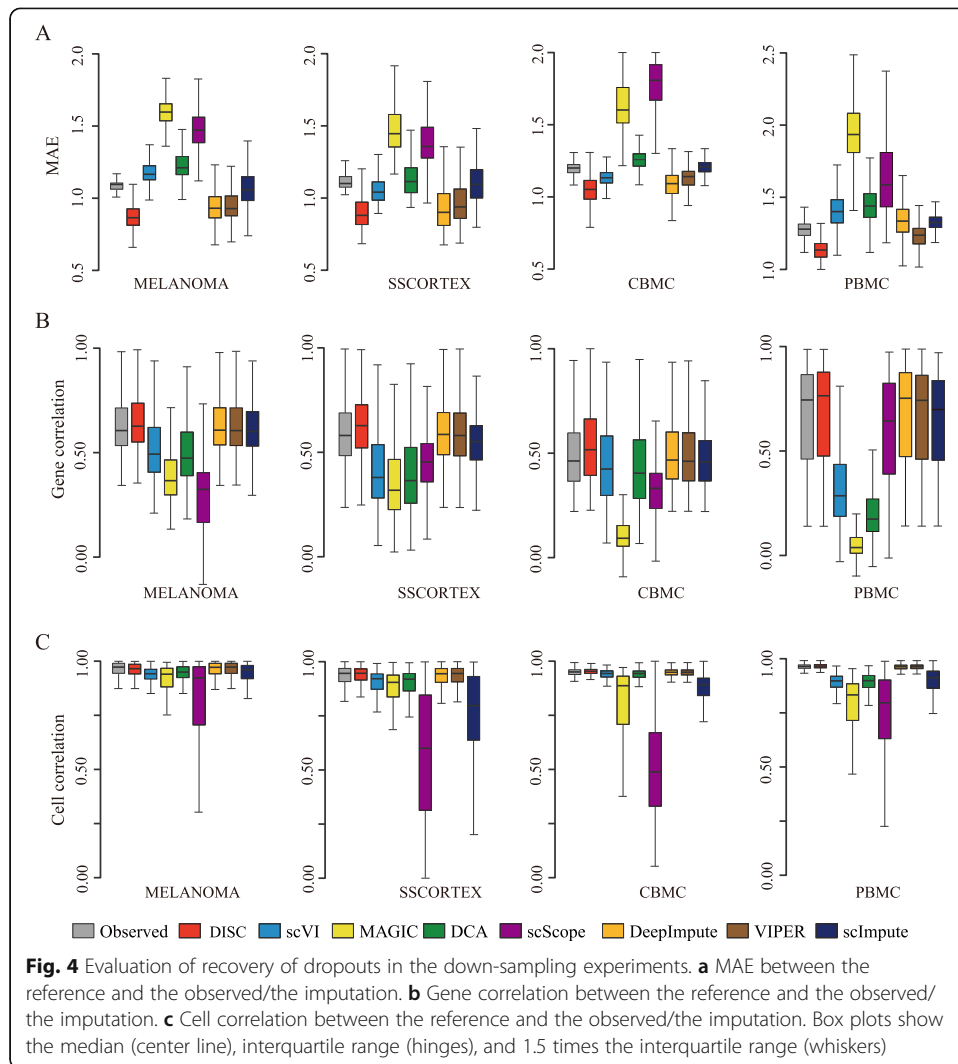 A
MAE
0.5 1.0 1.5 2.0
MELANOMA
0.5 1.0 1.5 2.0
SSCORTEX
0.5 1.0 1.5 2.0
CBMC
1.0 1.5 2.0 2.5
PBMC
B
Gene correlation
0.00 0.50 1.00
MELANOMA
0.00 0.50 1.00
SSCORTEX
0.00 0.50 1.00
CBMC
0.00 0.50 1.00
PBMC
C
Cell correlation
0.00 0.50 1.00
MELANOMA
0.00 0.50 1.00
SSCORTEX
0.00 0.50 1.00
CBMC
0.00 0.50 1.00
PBMC
Observed DISC scVI MAGIC DCA scScope DeepImpute VIPER scImpute
Fig. 4 Evaluation of recovery of dropouts in the down-sampling experiments. a MAE between the
reference and the observed/the imputation. b Gene correlation between the reference and the observed/
the imputation. c Cell correlation between the reference and the observed/the imputation. Box plots show
the median (center line), interquartile range (hinges), and 1.5 times the interquartile range (whiskers)